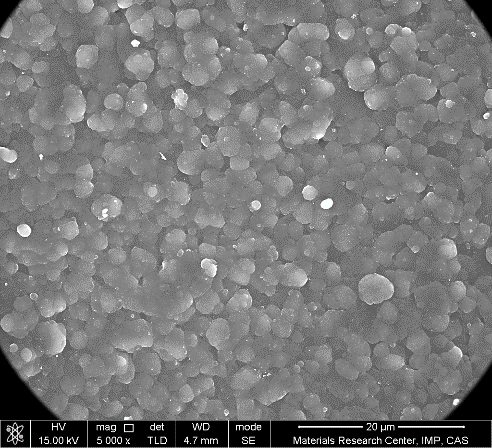 HV mag □ det WD mode 20 µm
15.00 kV 5 000 x TLD 4.7 mm SE Materials Research Center, IMP, CAS